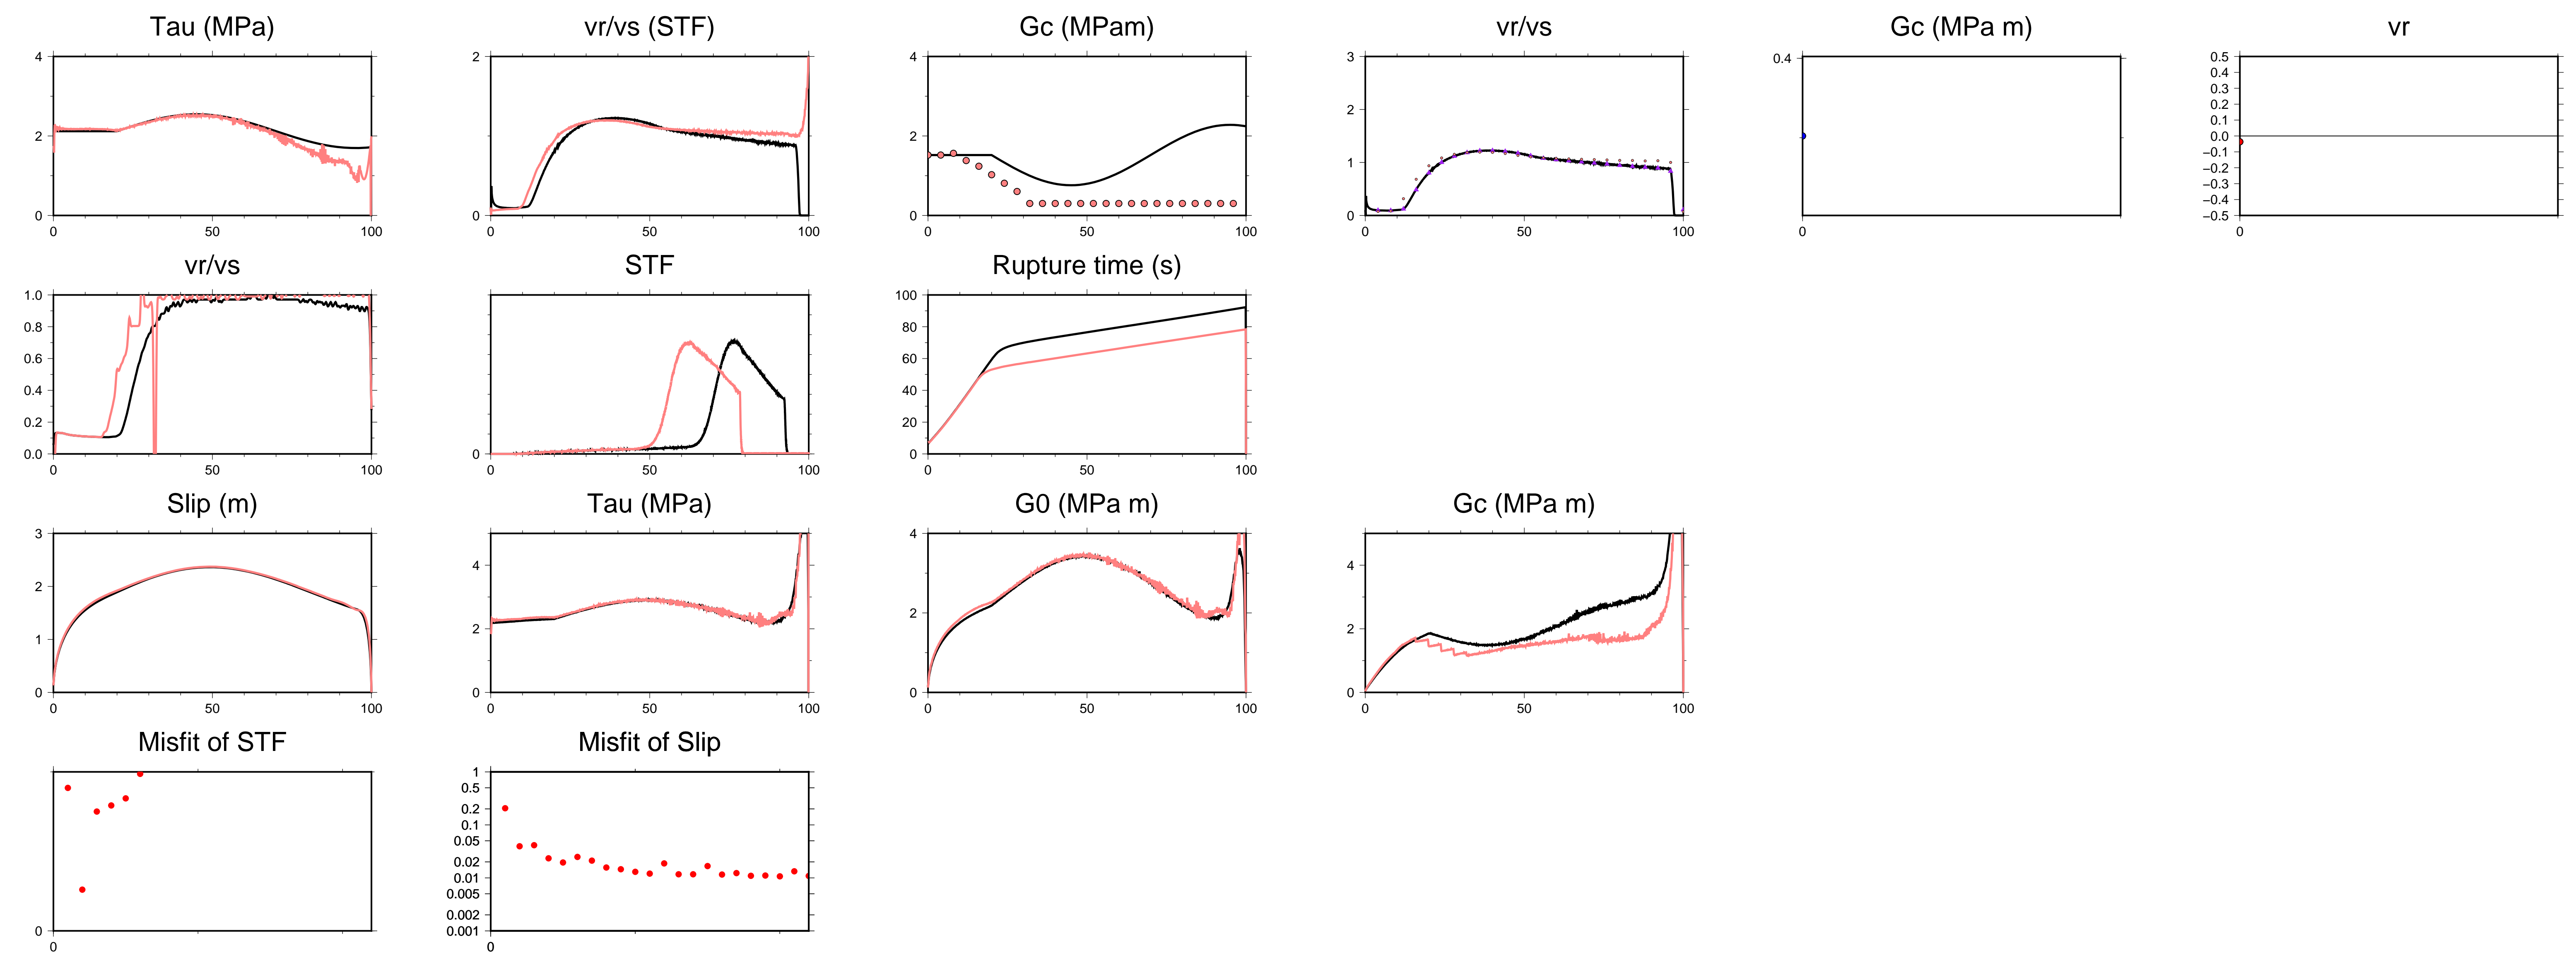 Tau (MPa)
vr/vs (STF)
Gc (MPam)
vr/vs
Gc (MPa m)
vr
4
2
0
0 50 100
2
0
0 50 100
4
2
0
0 50 100
3
2
1
0
0 50 100
0.4
0
0.5
0.4
0.3
0.2
0.1
0.0
−0.1
−0.2
−0.3
−0.4
−0.5
0
vr/vs
STF
Rupture time (s)
1.0
0.8
0.6
0.4
0.2
0.0
0 50 100
0
0 50 100
100
80
60
40
20
0
0 50 100
Slip (m)
Tau (MPa)
G0 (MPa m)
Gc (MPa m)
3
2
1
0
0 50 100
4
2
0
0 50 100
4
2
0
0 50 100
4
2
0
0 50 100
Misfit of STF
Misfit of Slip
0
0
1
0.5
0.2
0.1
0.05
0.02
0.01
0.005
0.002
0.001
0